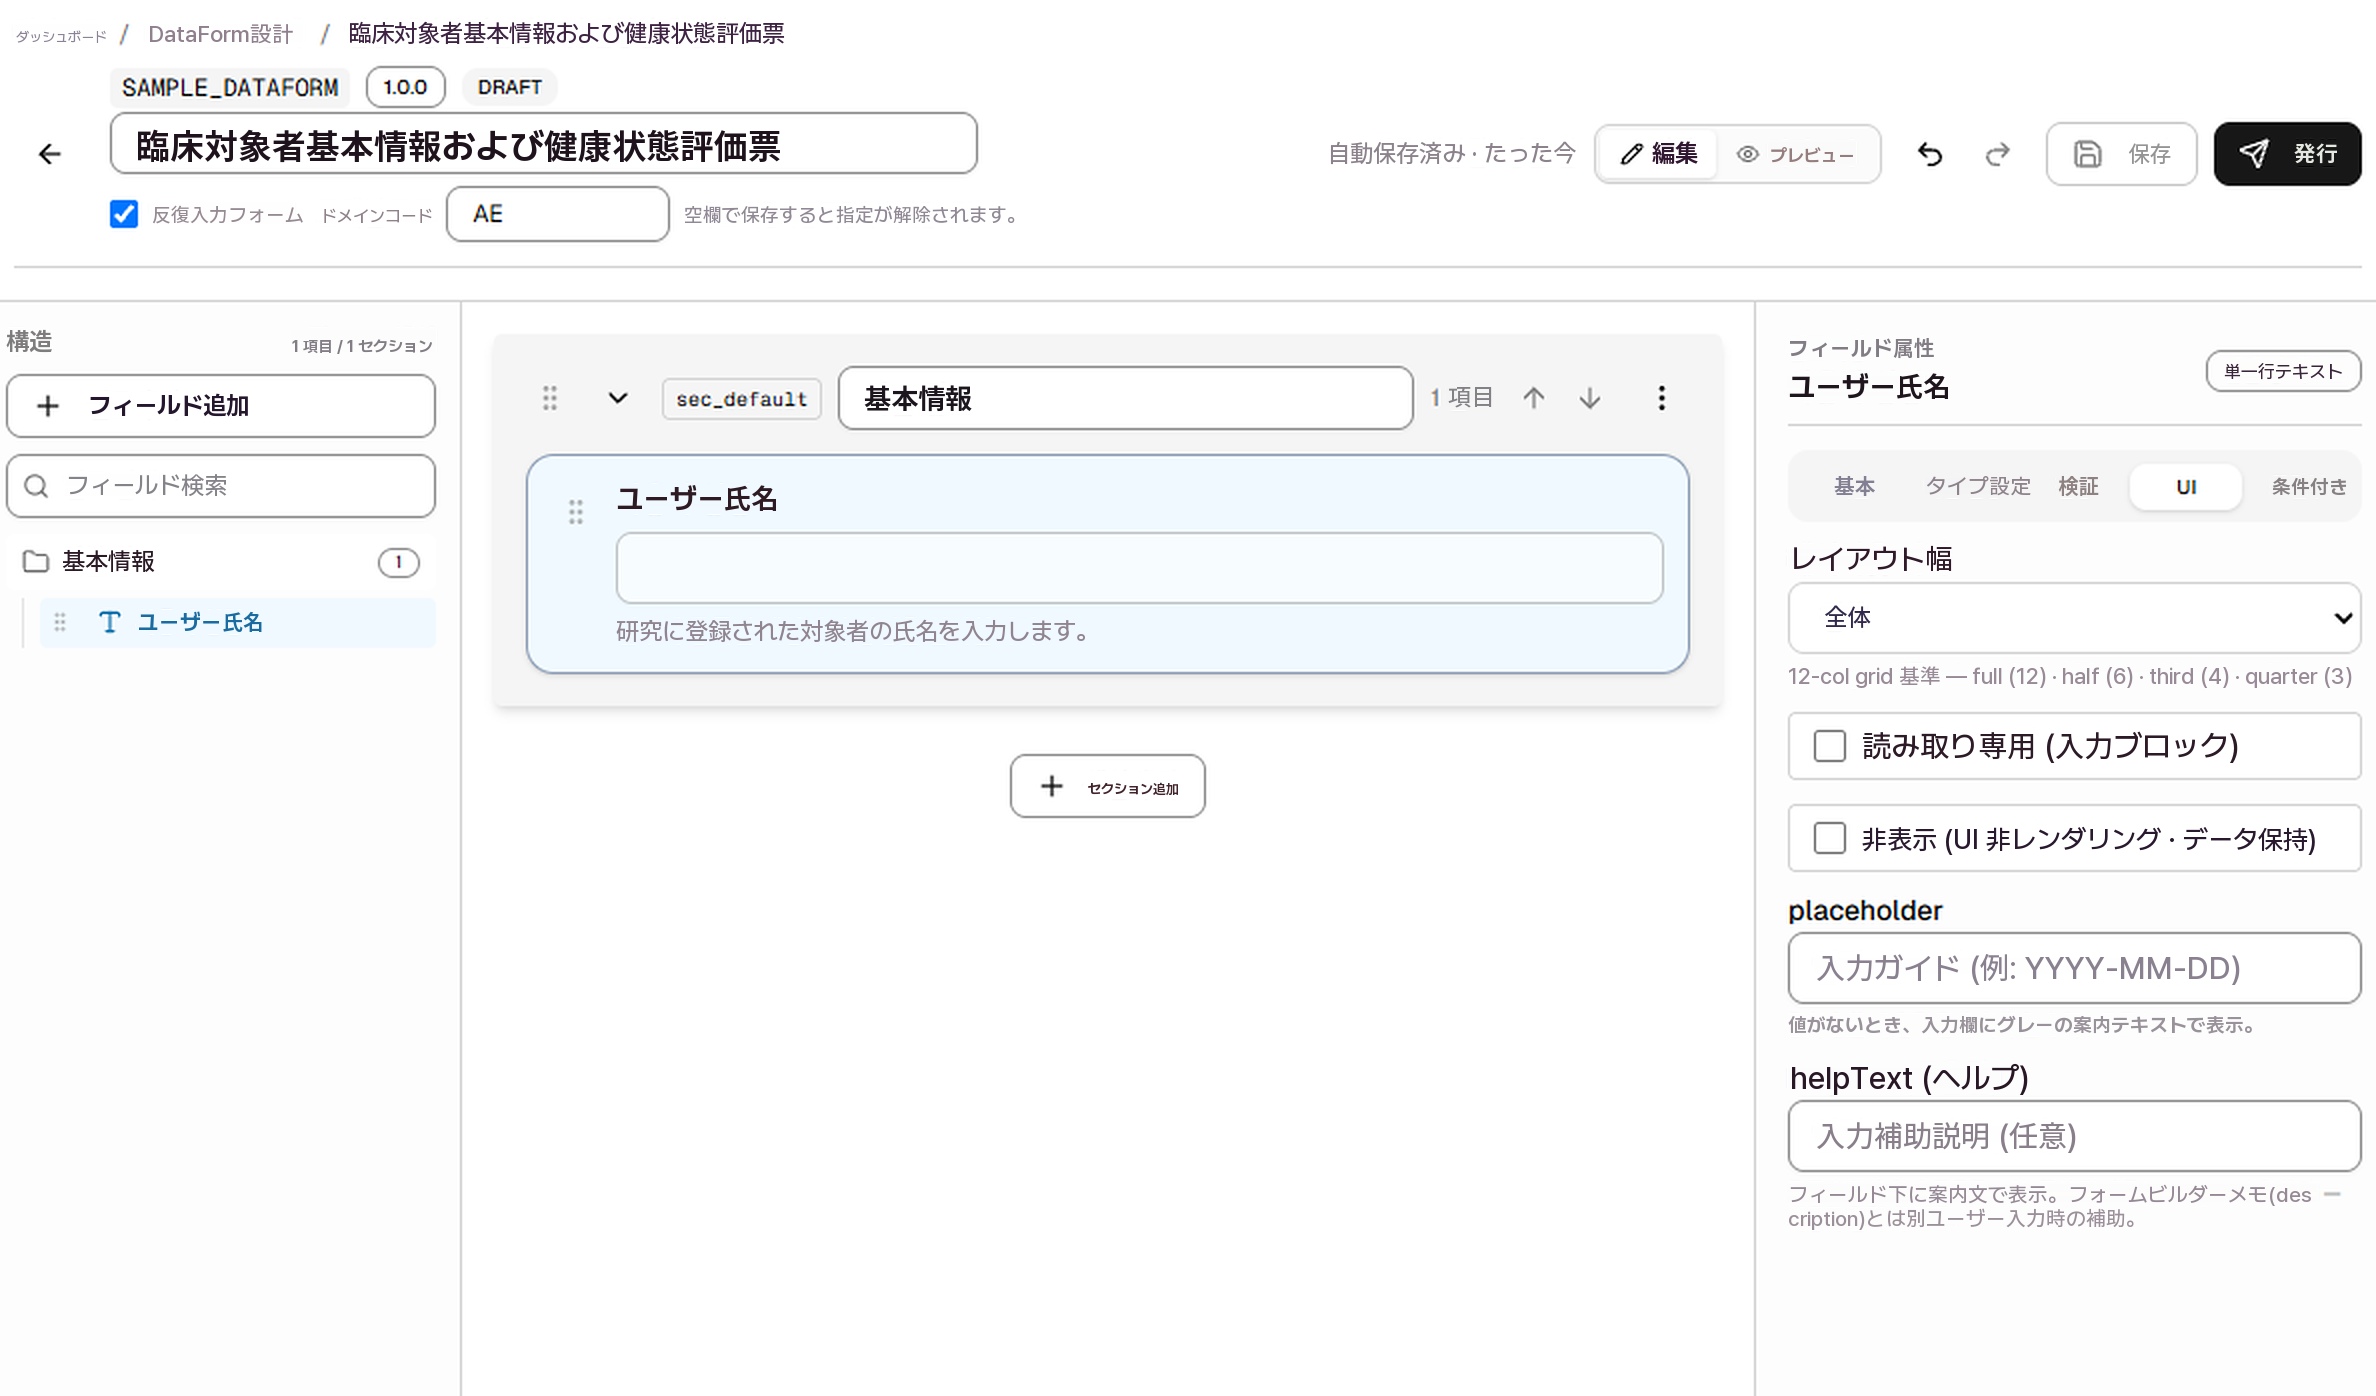 ダッシュボード / DataForm設計 / 臨床対象者基本情報および健康状態評価票
SAMPLE_DATAFORM 1.0.0 DRAFT
臨床対象者基本情報および健康状態評価票
自動保存済み · たった今 編集 プレビュー 保存 発行
反復入力フォーム ドメインコード AE 空欄で保存すると指定が解除されます。
構造 1 項目 / 1 セクション
フィールド追加
フィールド検索
基本情報 1
ユーザー氏名
sec_default 基本情報 1 項目
ユーザー氏名
研究に登録された対象者の氏名を入力します。
セクション追加
フィールド属性
ユーザー氏名 単一行テキスト
基本 タイプ設定 検証 UI 条件付き
レイアウト幅
全体
12-col grid 基準 — full (12) · half (6) · third (4) · quarter (3)
読み取り専用 (入力ブロック)
非表示 (UI 非レンダリング · データ保持)
placeholder
入力ガイド (例: YYYY-MM-DD)
値がないとき、入力欄にグレーの案内テキストで表示。
helpText (ヘルプ)
入力補助説明 (任意)
フィールド下に案内文で表示。フォームビルダーメモ(des
cription)とは別ユーザー入力時の補助。